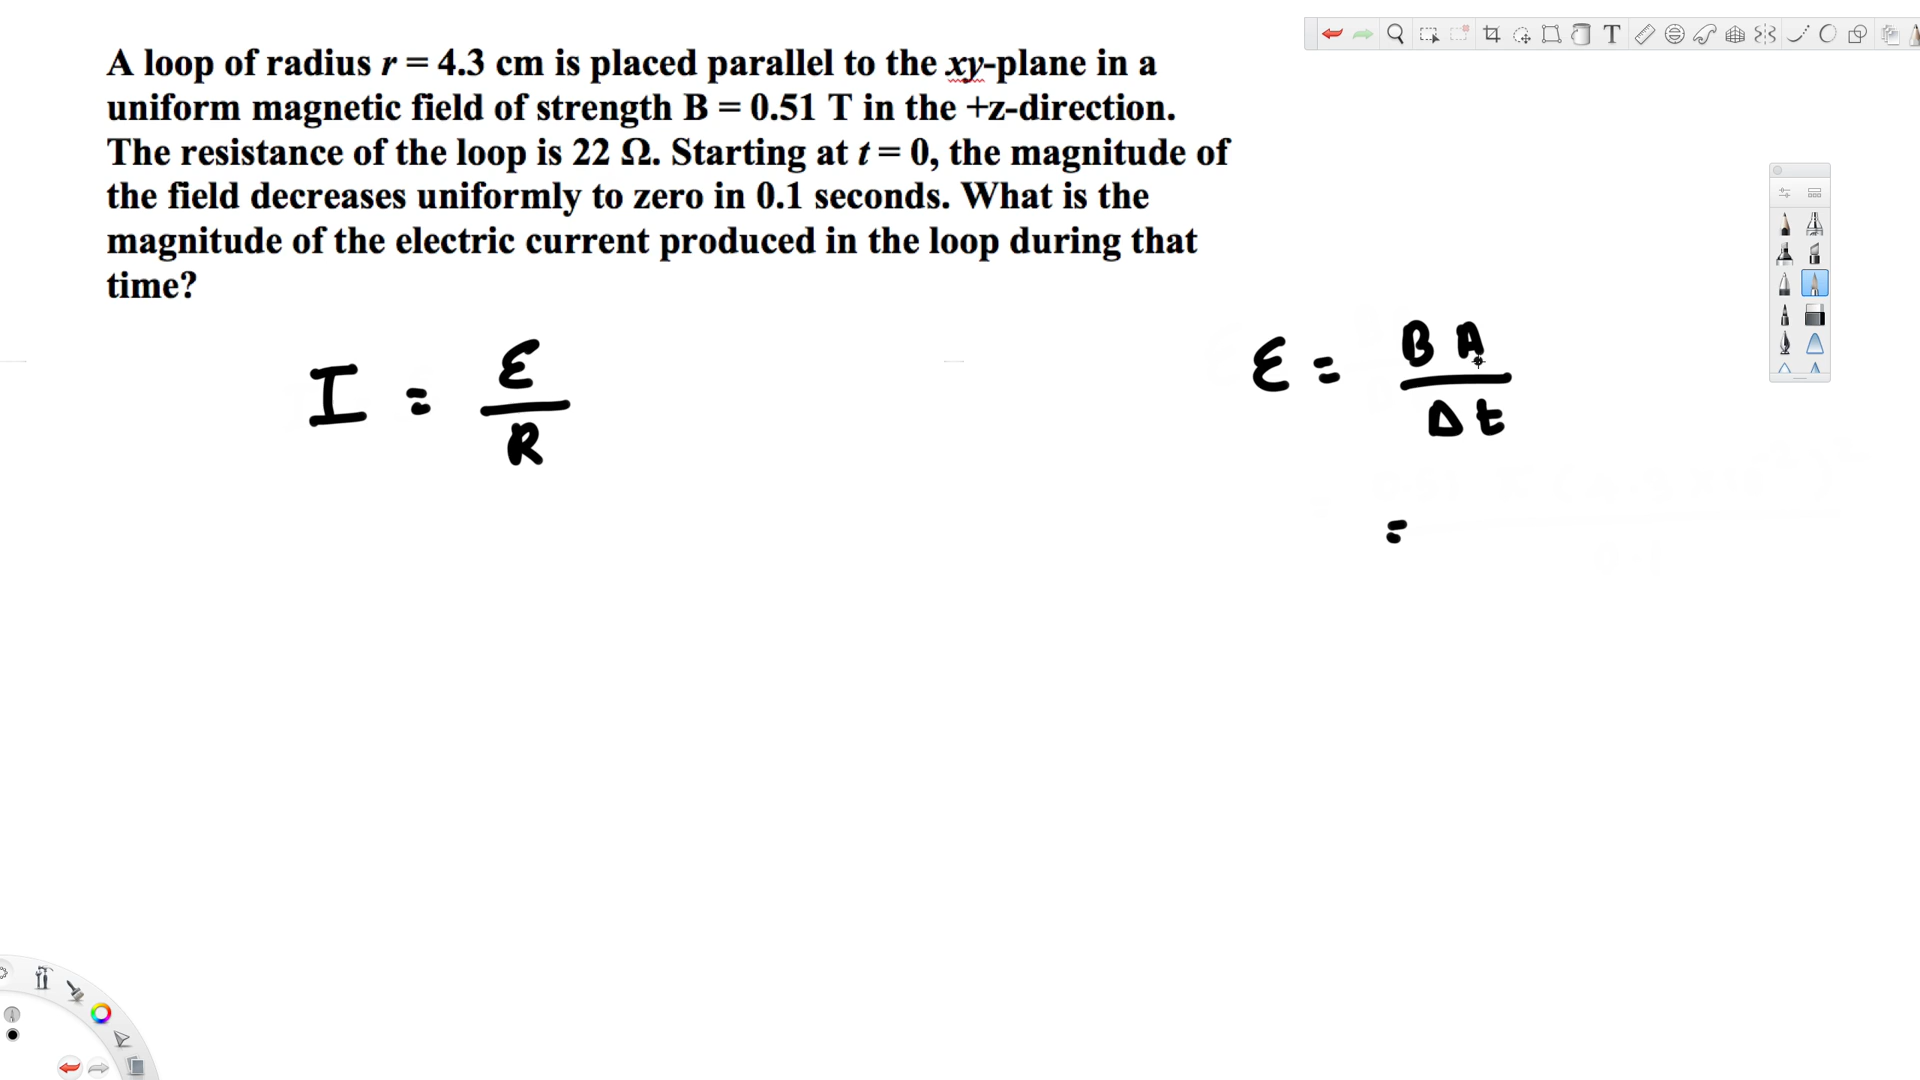 A loop of radius r = 4.3 cm is placed parallel to the xy-plane in a
uniform magnetic field of strength B = 0.51 T in the +z-direction.
The resistance of the loop is 22 Ω. Starting at t = 0, the magnitude of
the field decreases uniformly to zero in 0.1 seconds. What is the
magnitude of the electric current produced in the loop during that
time?
I = ε / R
ε = B A / Δt
=